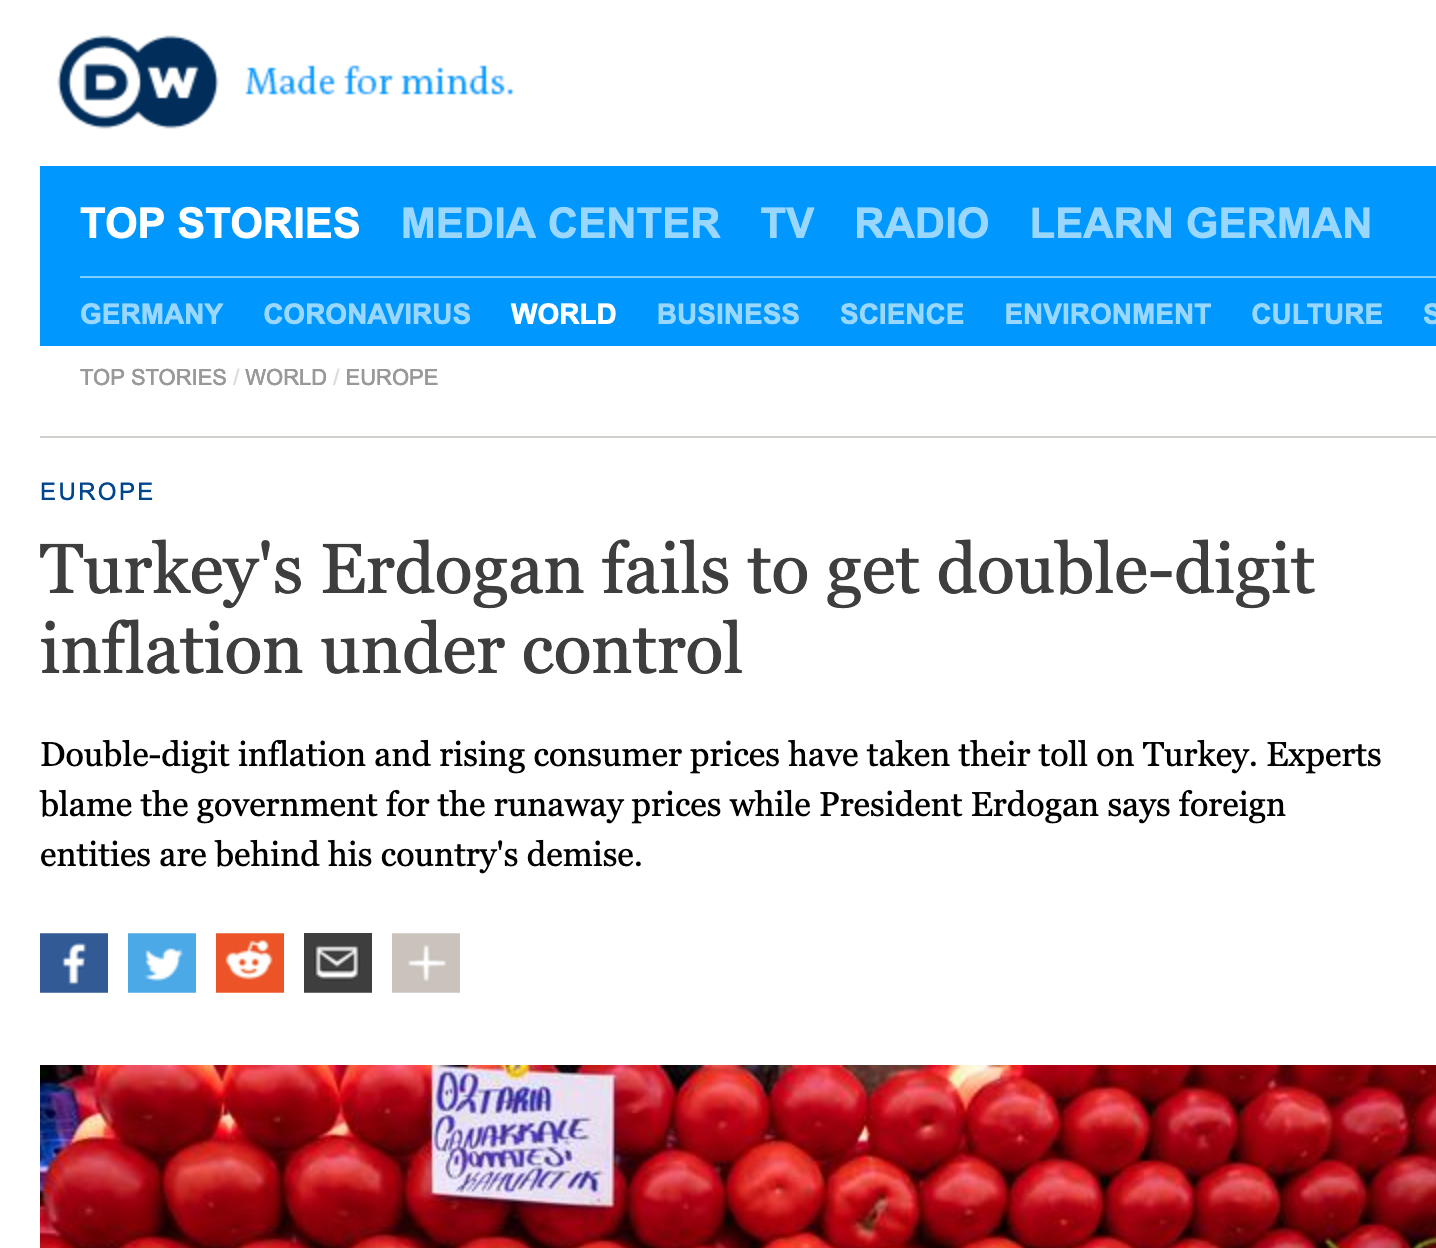 DW Made for minds.
TOP STORIES MEDIA CENTER TV RADIO LEARN GERMAN
GERMANY CORONAVIRUS WORLD BUSINESS SCIENCE ENVIRONMENT CULTURE S
TOP STORIES / WORLD / EUROPE
EUROPE
Turkey's Erdogan fails to get double-digit
inflation under control
Double-digit inflation and rising consumer prices have taken their toll on Turkey. Experts
blame the government for the runaway prices while President Erdogan says foreign
entities are behind his country's demise.
ÇANAKKALE
DOMATESİ